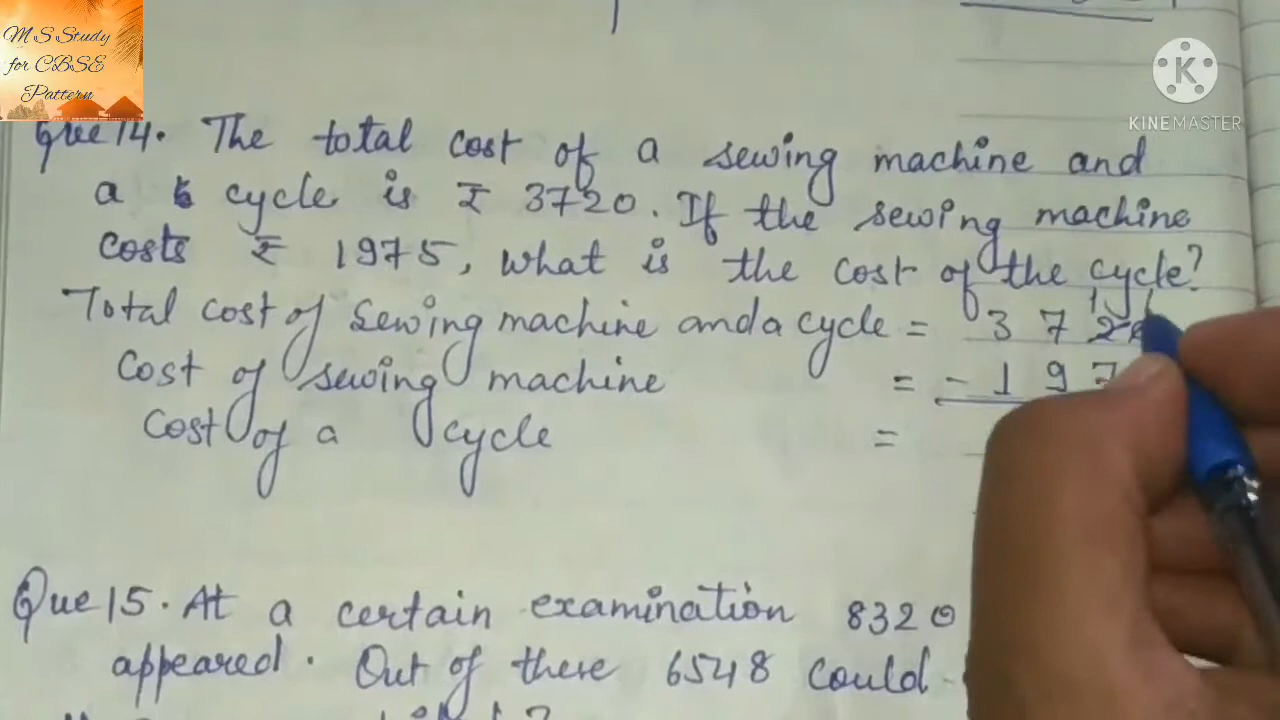 M S Study
for CBSE
Pattern
KINEMASTER
Que 14. The total cost of a sewing machine and
a cycle is ₹ 3720. If the sewing machine
costs ₹ 1975, what is the cost of the cycle?
Total cost of sewing machine and a cycle = 3 7 2
Cost of sewing machine = - 1 9 7
Cost of a cycle =
Que 15. At a certain examination 8320
appeared. Out of these 6548 could